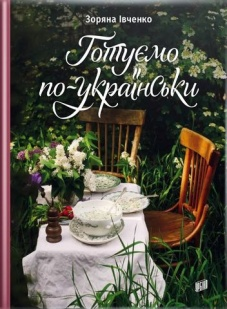 Зоряна Івченко
Готуємо
по-українськи